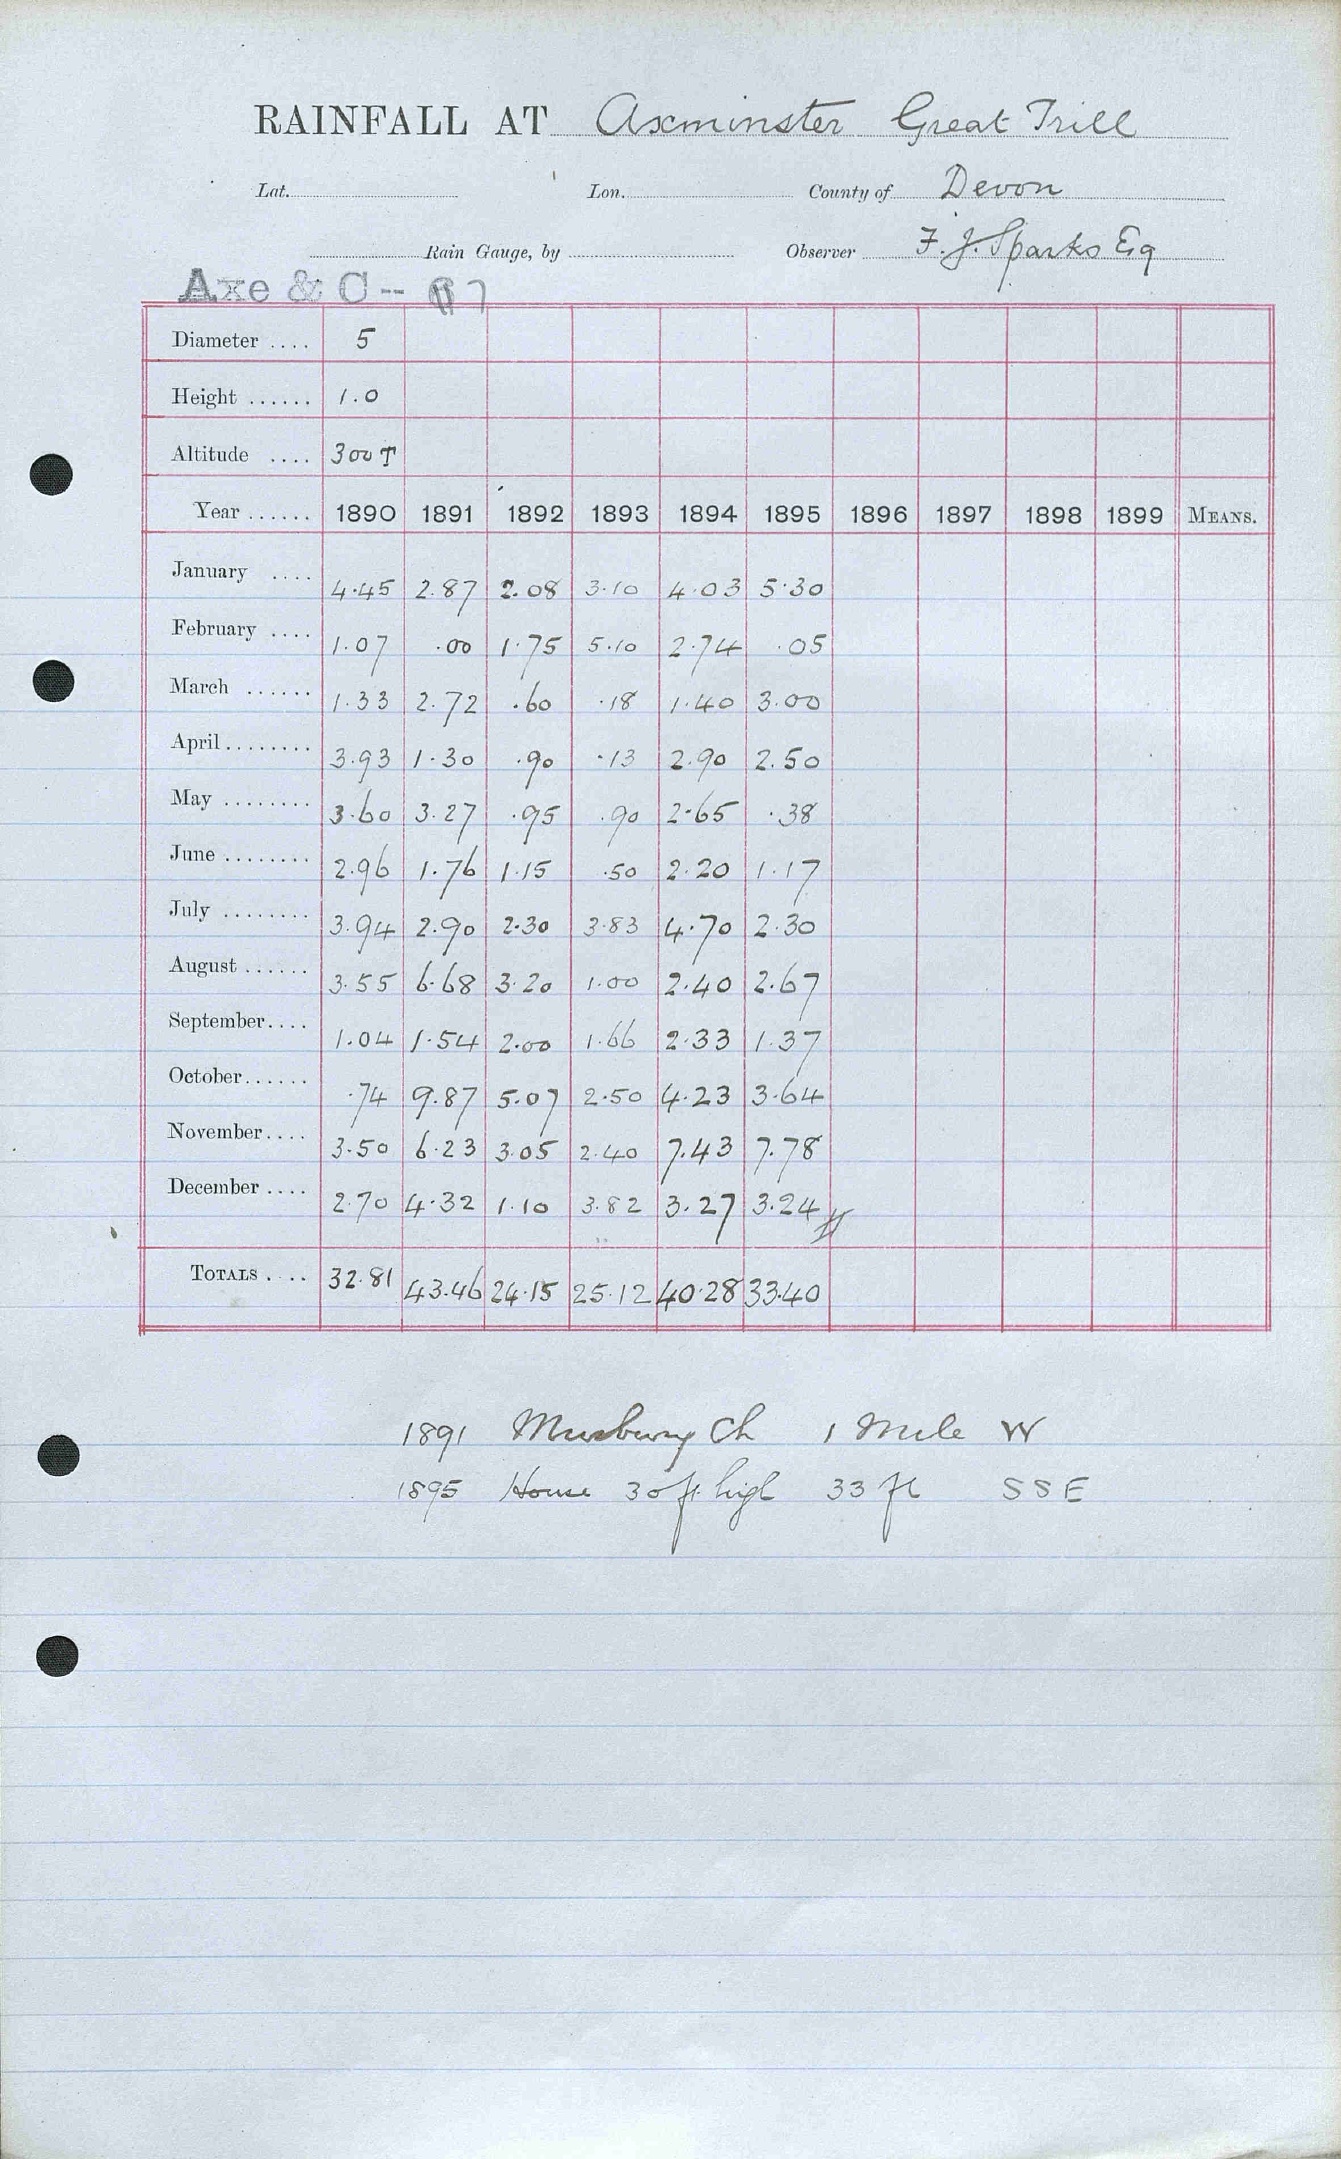 RAINFALL AT Axminster Great Trill
Lat. Lon. County of Devon
Rain Gauge, by Observer F. J. Sparks Esq
Axe & C -- 7
Diameter .... 5
Height ...... 1.0
Altitude .... 300 T
Year ...... 1890 1891 1892 1893 1894 1895 1896 1897 1898 1899 MEANS.
January .... 4.45 2.87 2.08 3.10 4.03 5.30
February .... 1.07 .00 1.75 5.10 2.74 .05
March ...... 1.33 2.72 .60 .18 1.40 3.00
April ........ 3.93 1.30 .90 .13 2.90 2.50
May ........ 3.60 3.27 .95 .90 2.65 .38
June ........ 2.96 1.76 1.15 .50 2.20 1.17
July ........ 3.94 2.90 2.30 3.83 4.70 2.30
August ...... 3.55 6.68 3.20 1.00 2.40 2.67
September.... 1.04 1.54 2.00 1.66 2.33 1.37
October...... .74 9.87 5.07 2.50 4.23 3.64
November.... 3.50 6.23 3.05 2.40 7.43 7.78
December .... 2.70 4.32 1.10 3.82 3.27 3.24
TOTALS .... 32.81 43.46 24.15 25.12 40.28 33.40
1891 Musbury Ch 1 Mile W
1895 House 30 ft. high 33 ft SSE